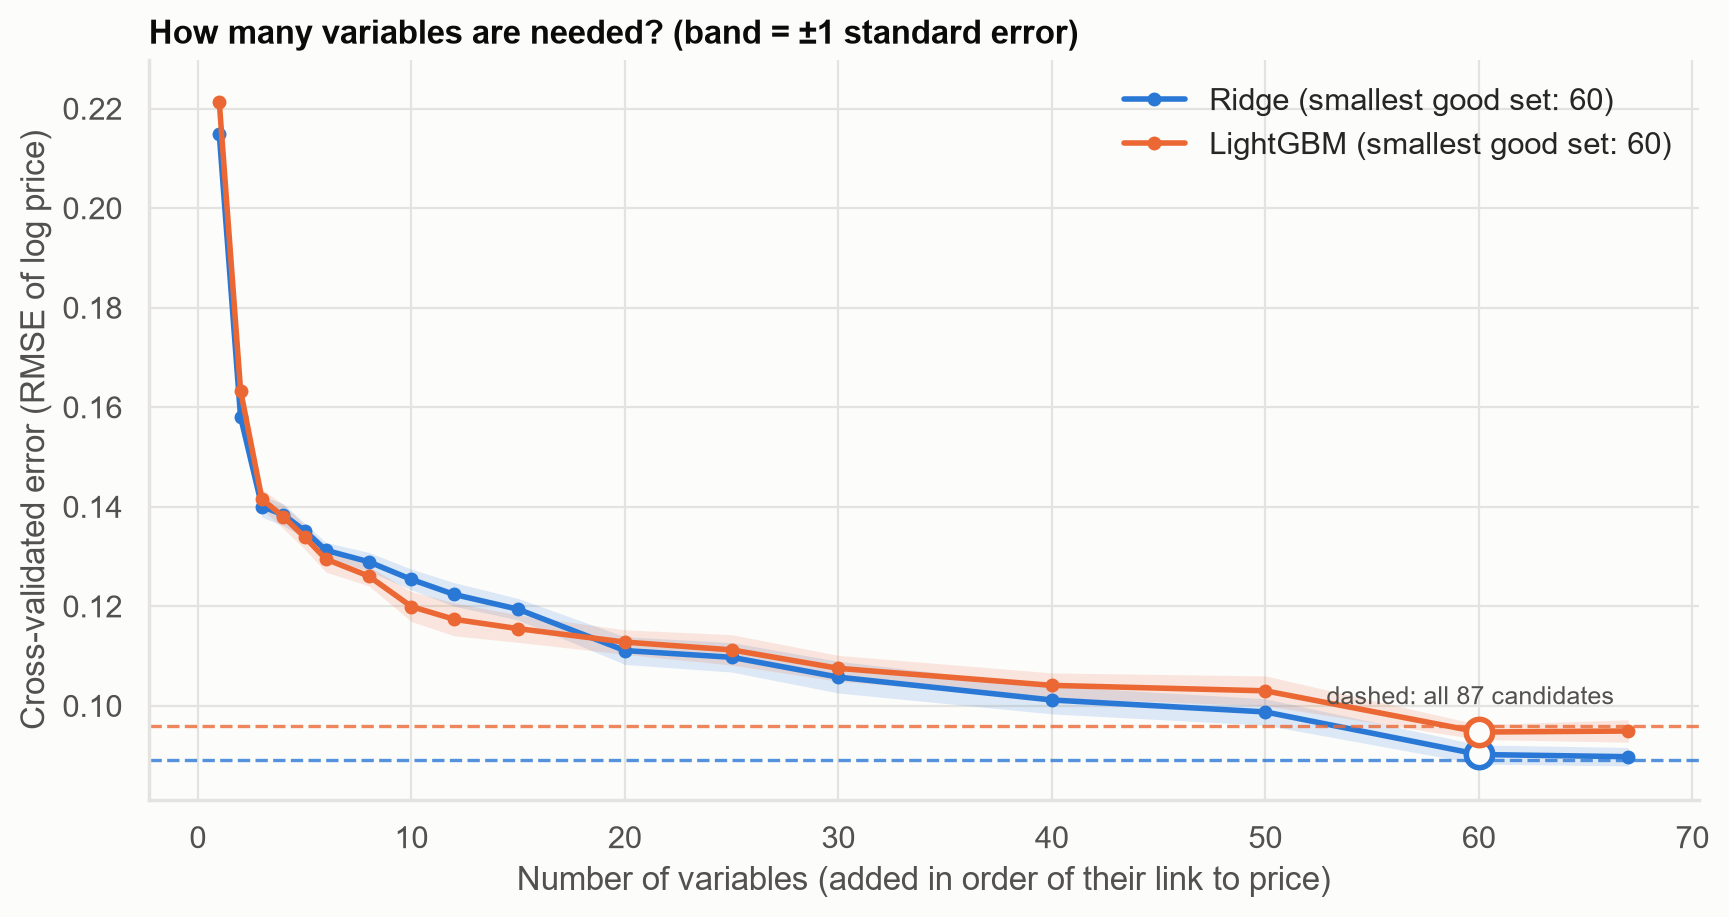 How many variables are needed? (band = ±1 standard error)
Ridge (smallest good set: 60)
LightGBM (smallest good set: 60)
Cross-validated error (RMSE of log price)
0.22
0.20
0.18
0.16
0.14
0.12
0.10
dashed: all 87 candidates
0 10 20 30 40 50 60 70
Number of variables (added in order of their link to price)